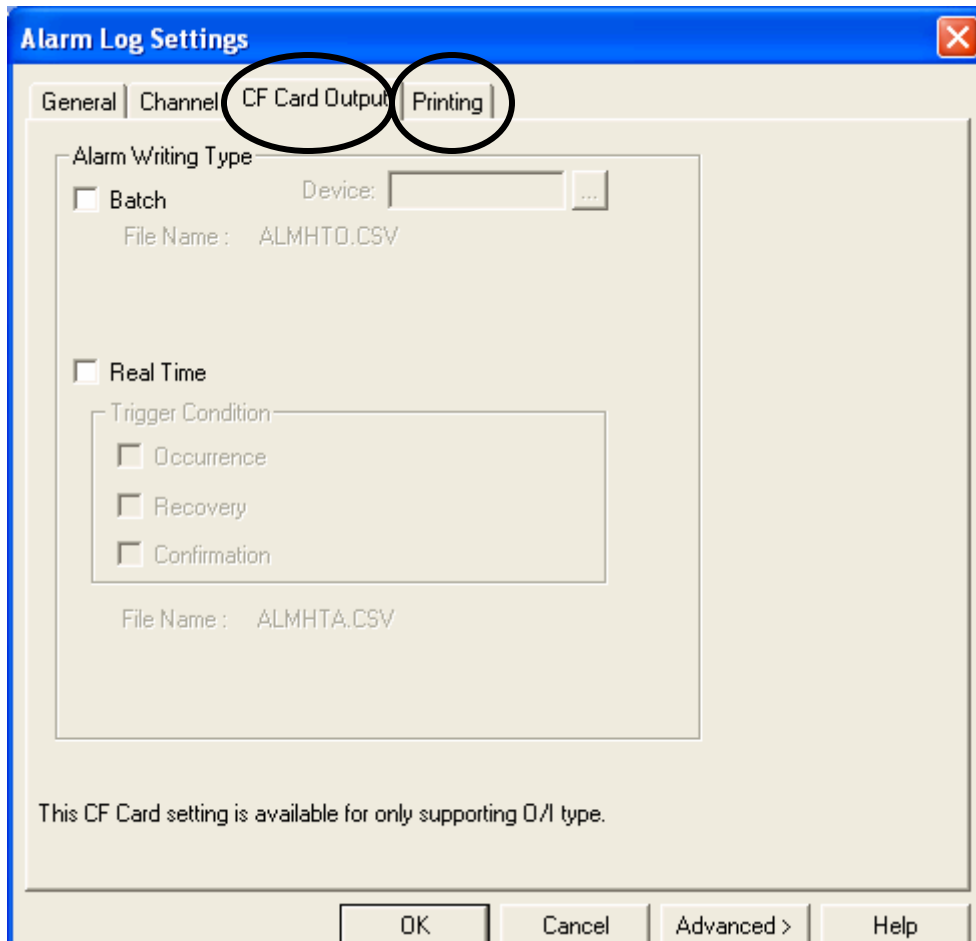 Alarm Log Settings
General Channel CF Card Output Printing
Alarm Writing Type
Batch Device: ...
File Name : ALMHTO.CSV
Real Time
Trigger Condition
Occurrence
Recovery
Confirmation
File Name : ALMHTA.CSV
This CF Card setting is available for only supporting O/I type.
OK Cancel Advanced > Help